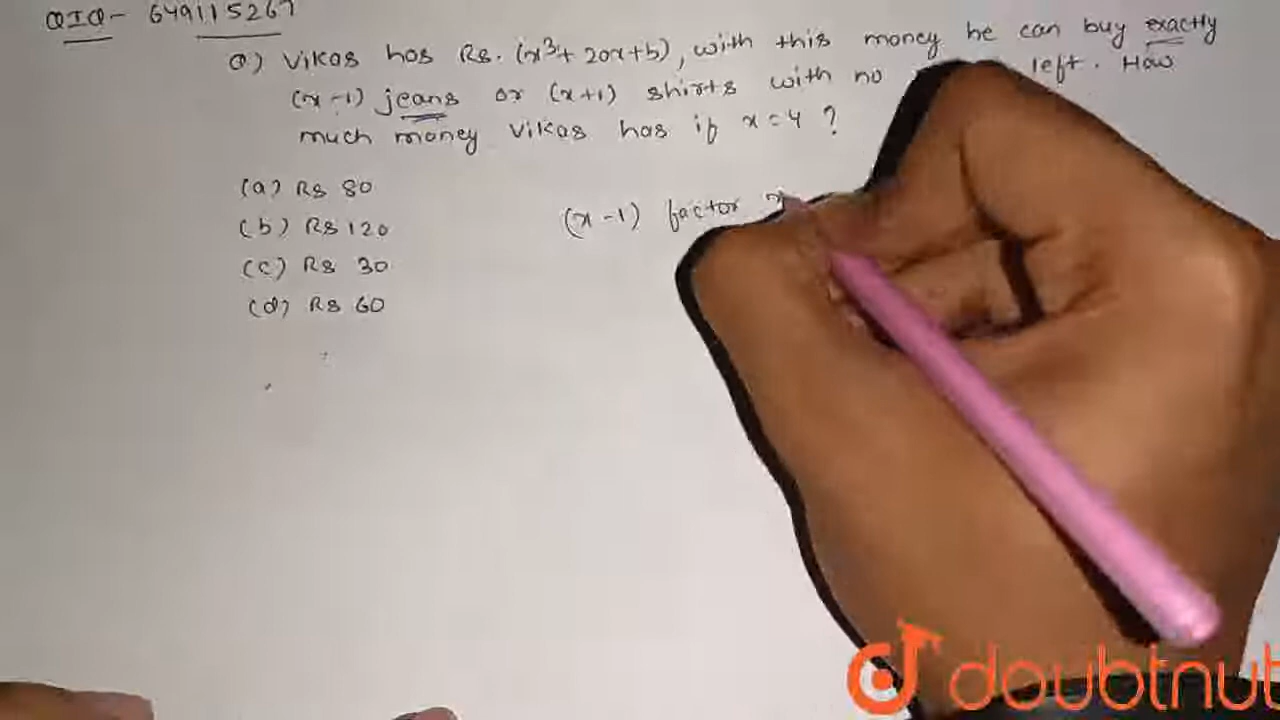 QID- 649115267
Q) Vikas has Rs. (x³+ 20x+b), with this money he can buy exactly
(x-1) jeans or (x+1) shirts with no left. How
much money Vikas has if x=4 ?
(a) Rs 80
(b) Rs 120
(c) Rs 30
(d) Rs 60
(x-1) factor x
doubtnut